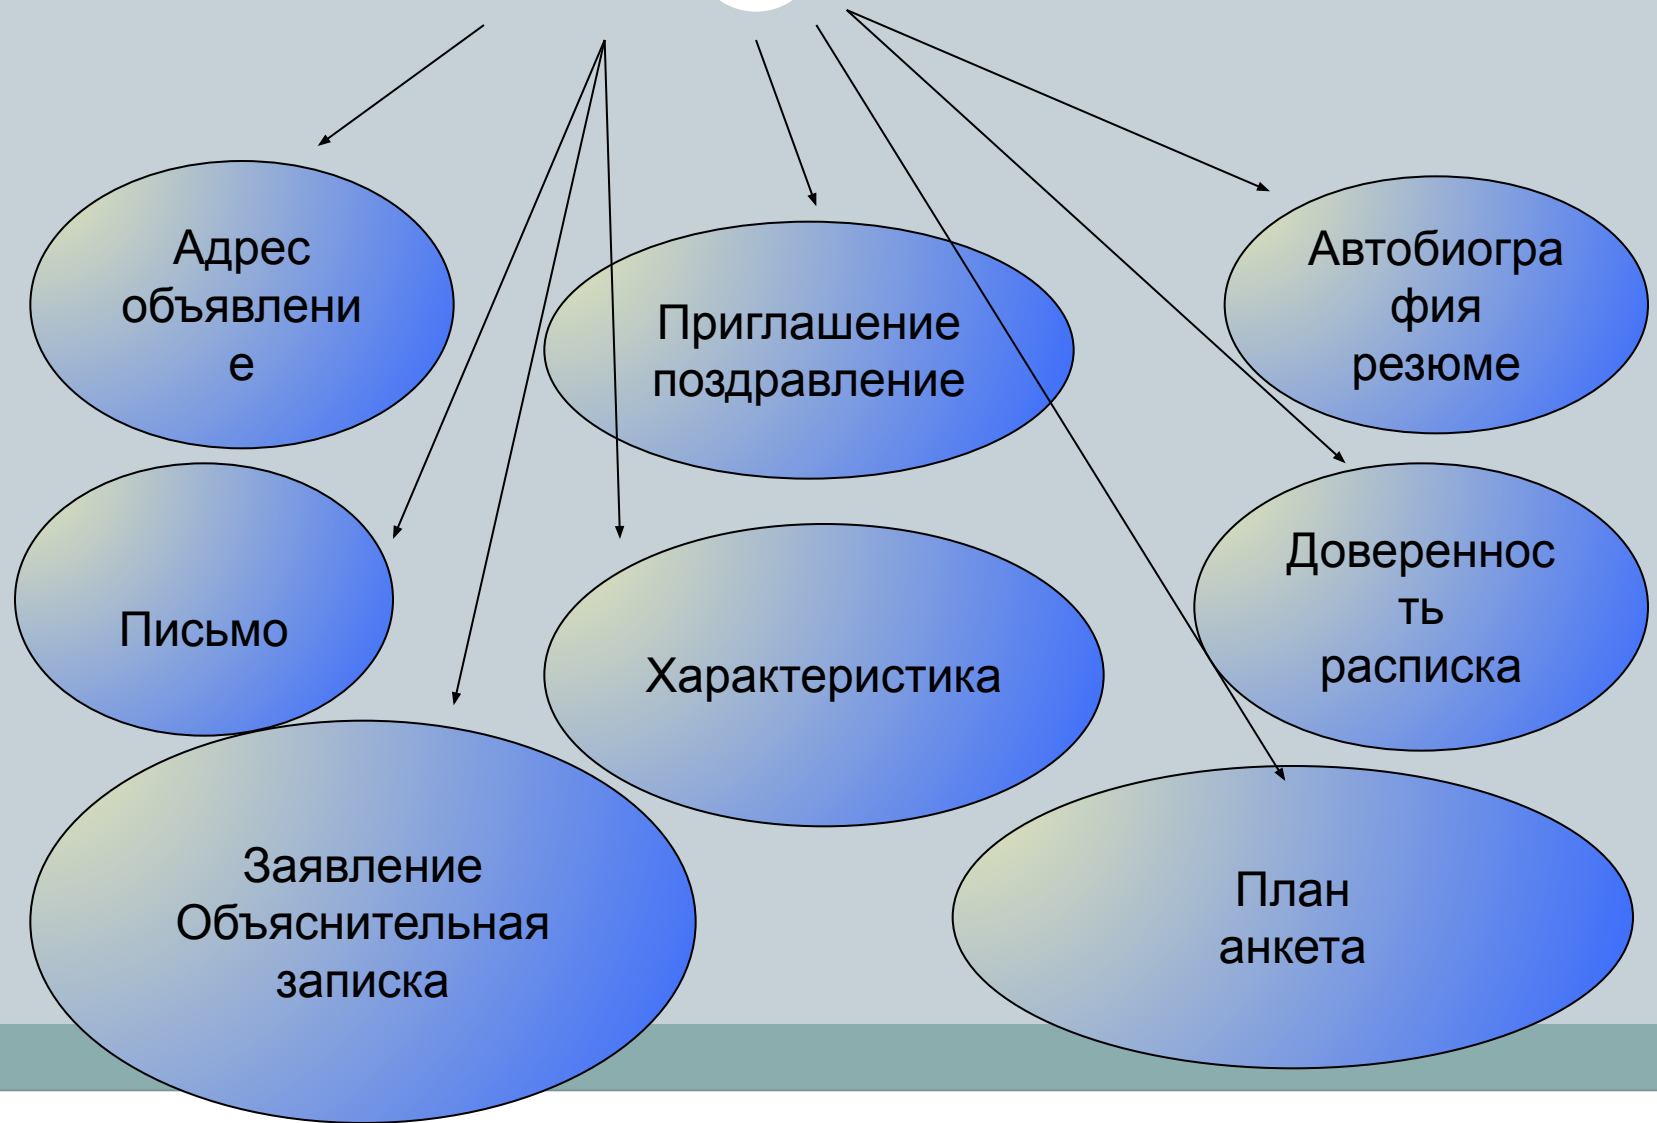 Адрес
объявлени
е
Приглашение
поздравление
Автобиогра
фия
резюме
Письмо
Характеристика
Довереннос
ть
расписка
Заявление
Объяснительная
записка
План
анкета